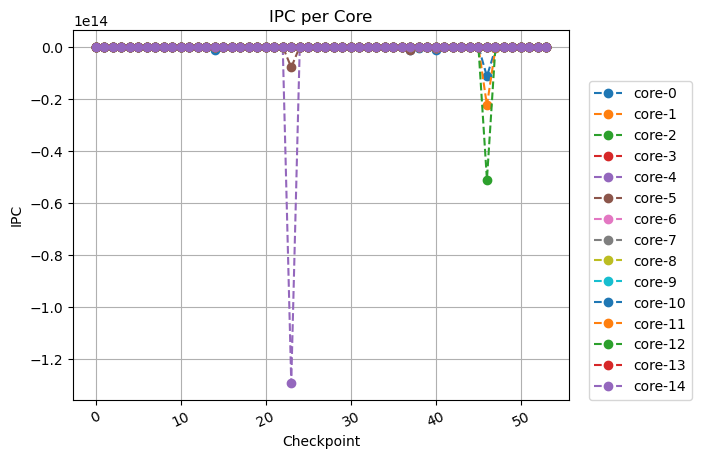 IPC per Core
1e14
0.0
−0.2
−0.4
−0.6
−0.8
−1.0
−1.2
IPC
0
10
20
30
40
50
Checkpoint
core-0
core-1
core-2
core-3
core-4
core-5
core-6
core-7
core-8
core-9
core-10
core-11
core-12
core-13
core-14